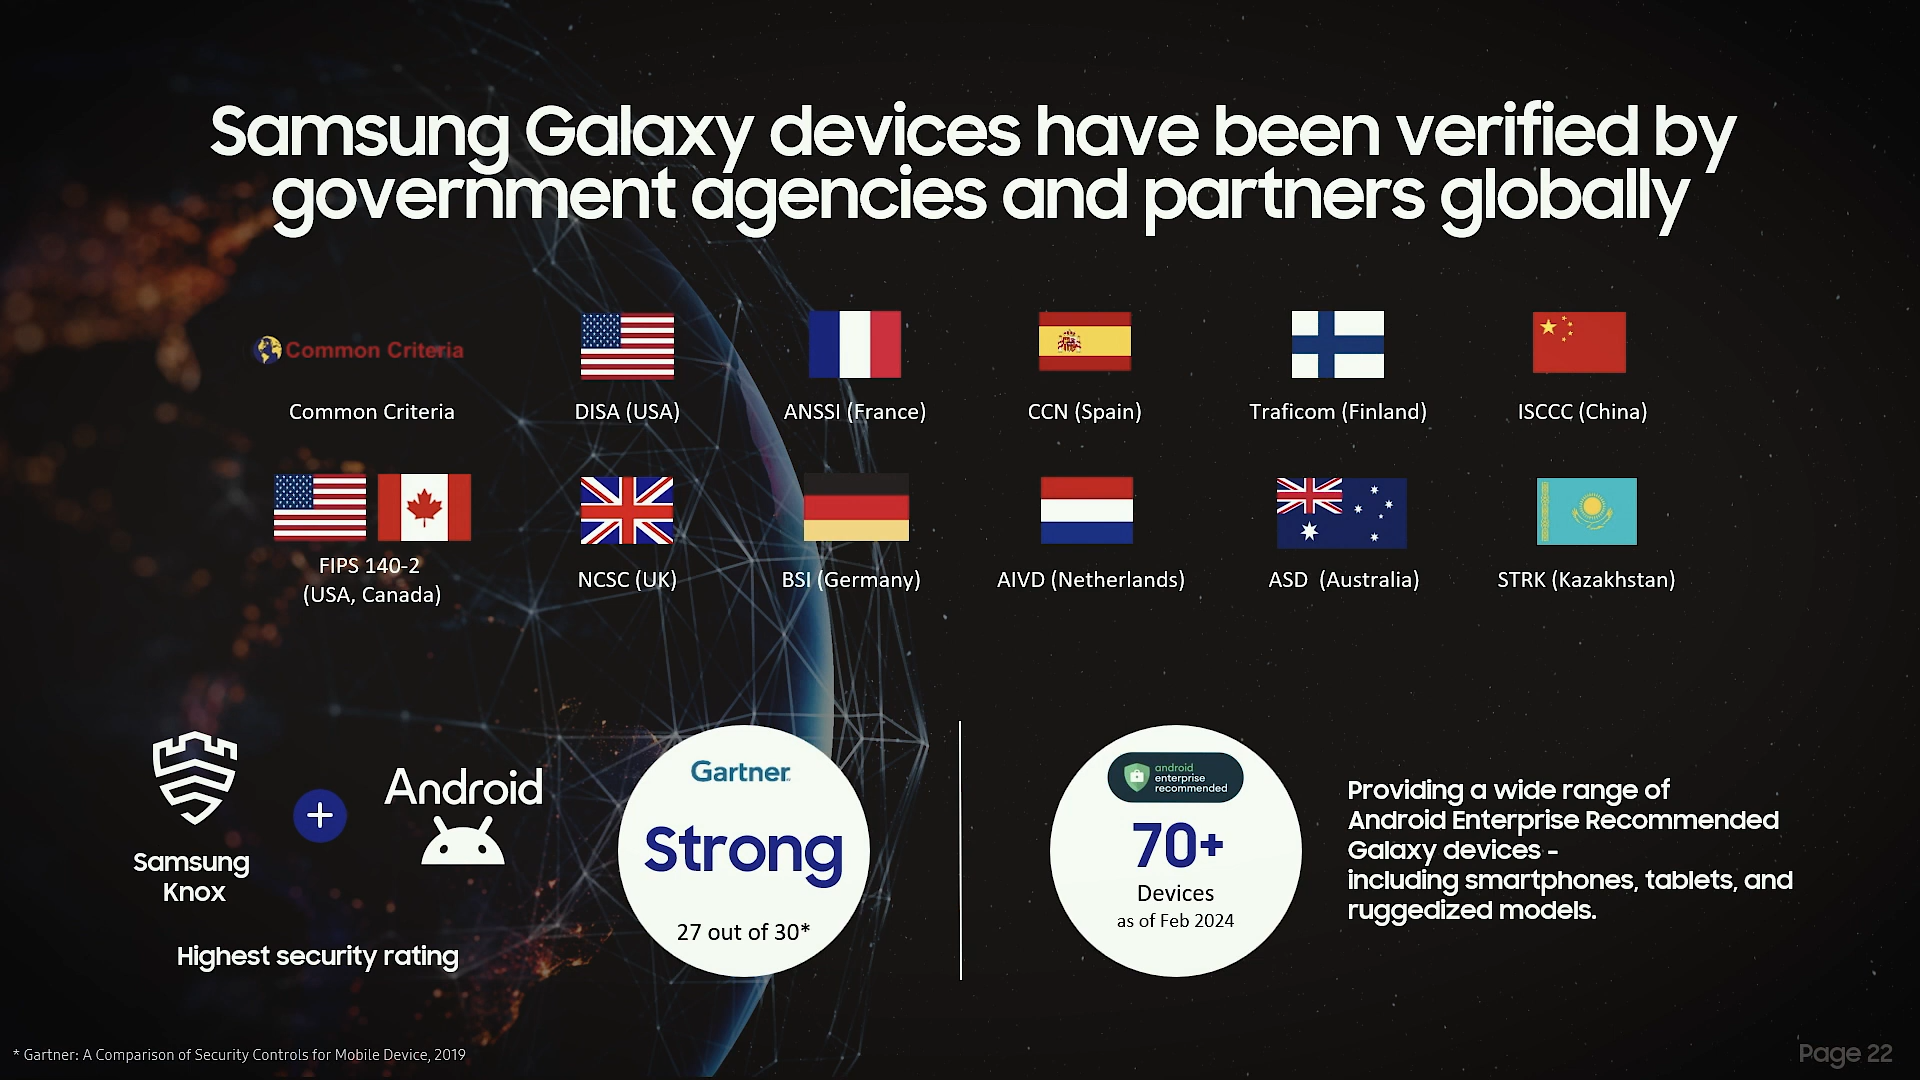 Samsung Galaxy devices have been verified by
government agencies and partners globally
Common Criteria
Common Criteria
DISA (USA)
ANSSI (France)
CCN (Spain)
Traficom (Finland)
ISCCC (China)
FIPS 140-2
(USA, Canada)
NCSC (UK)
BSI (Germany)
AIVD (Netherlands)
ASD  (Australia)
STRK (Kazakhstan)
Samsung
Knox
+
Android
Highest security rating
Gartner
Strong
27 out of 30*
android
enterprise
recommended
70+
Devices
as of Feb 2024
Providing a wide range of
Android Enterprise Recommended
Galaxy devices -
including smartphones, tablets, and
ruggedized models.
* Gartner: A Comparison of Security Controls for Mobile Device, 2019
Page 22